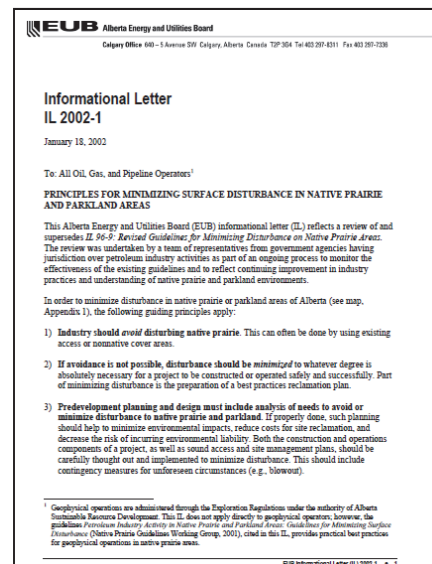 EUB Alberta Energy and Utilities Board
Calgary Office 640 – 5 Avenue SW Calgary, Alberta Canada T2P 3G4 Tel 403 297-8311 Fax 403 297-7336
Informational Letter
IL 2002-1
January 18, 2002
To: All Oil, Gas, and Pipeline Operators¹
PRINCIPLES FOR MINIMIZING SURFACE DISTURBANCE IN NATIVE PRAIRIE
AND PARKLAND AREAS
This Alberta Energy and Utilities Board (EUB) informational letter (IL) reflects a review of and
supersedes IL 96-9: Revised Guidelines for Minimizing Disturbance on Native Prairie Areas.
The review was undertaken by a team of representatives from government agencies having
jurisdiction over petroleum industry activities as part of an ongoing process to monitor the
effectiveness of the existing guidelines and to reflect continuing improvement in industry
practices and understanding of native prairie and parkland environments.
In order to minimize disturbance in native prairie or parkland areas of Alberta (see map,
Appendix 1), the following guiding principles apply:
1) Industry should avoid disturbing native prairie. This can often be done by using existing
access or nonnative cover areas.
2) If avoidance is not possible, disturbance should be minimized to whatever degree is
absolutely necessary for a project to be constructed or operated safely and successfully. Part
of minimizing disturbance is the preparation of a best practices reclamation plan.
3) Predevelopment planning and design must include analysis of needs to avoid or
minimize disturbance to native prairie and parkland. If properly done, such planning
should help to minimize environmental impacts, reduce costs for site reclamation, and
decrease the risk of incurring environmental liability. Both the construction and operations
components of a project, as well as sound access and site management plans, should be
carefully thought out and implemented to minimize disturbance. This should include
contingency measures for unforeseen circumstances (e.g., blowout).
¹ Geophysical operations are administered through the Exploration Regulations under the authority of Alberta
Sustainable Resource Development. This IL does not apply directly to geophysical operators; however, the
guidelines Petroleum Industry Activity in Native Prairie and Parkland Areas: Guidelines for Minimizing Surface
Disturbance (Native Prairie Guidelines Working Group, 2001), cited in this IL, provides practical best practices
for geophysical operations in native prairie areas.
EUB Informational Letter (IL) 2002-1 • 1